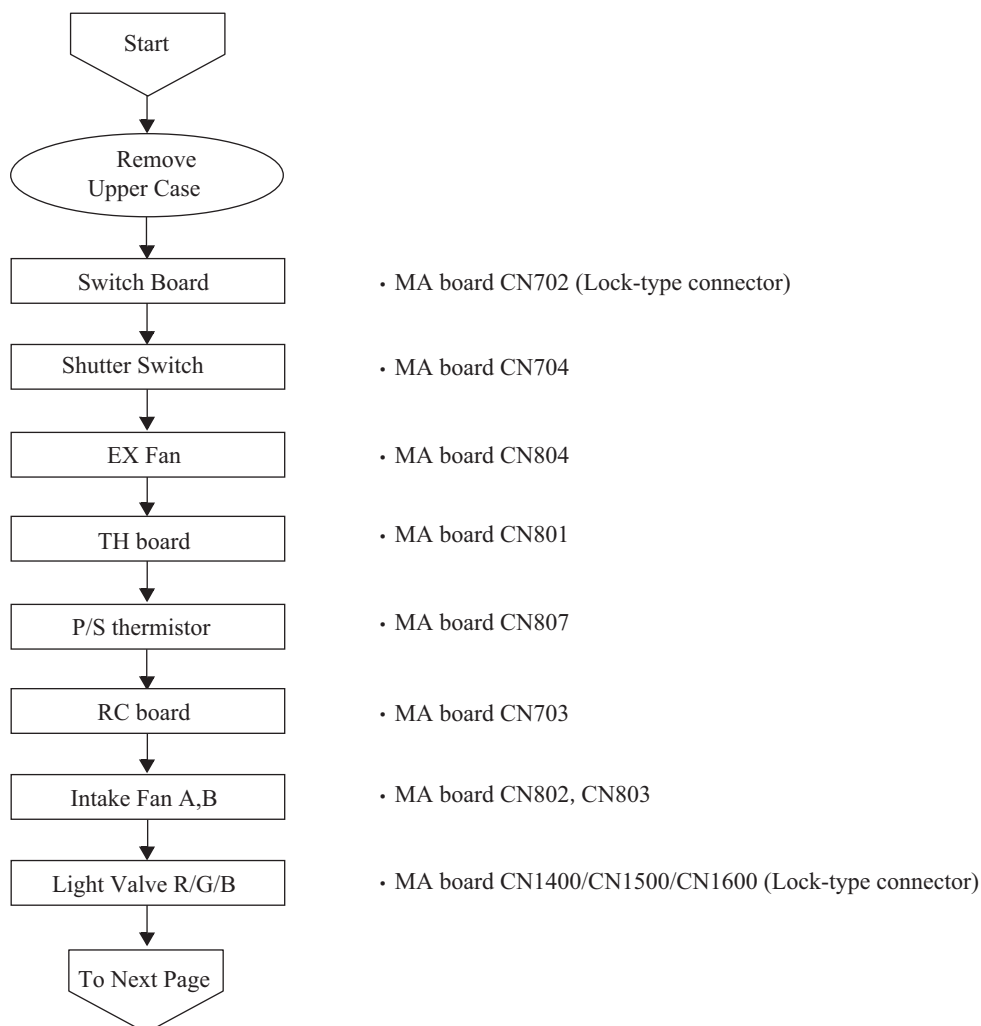 Start
Remove
Upper Case
Switch Board
• MA board CN702 (Lock-type connector)
Shutter Switch
• MA board CN704
EX Fan
• MA board CN804
TH board
• MA board CN801
P/S thermistor
• MA board CN807
RC board
• MA board CN703
Intake Fan A,B
• MA board CN802, CN803
Light Valve R/G/B
• MA board CN1400/CN1500/CN1600 (Lock-type connector)
To Next Page